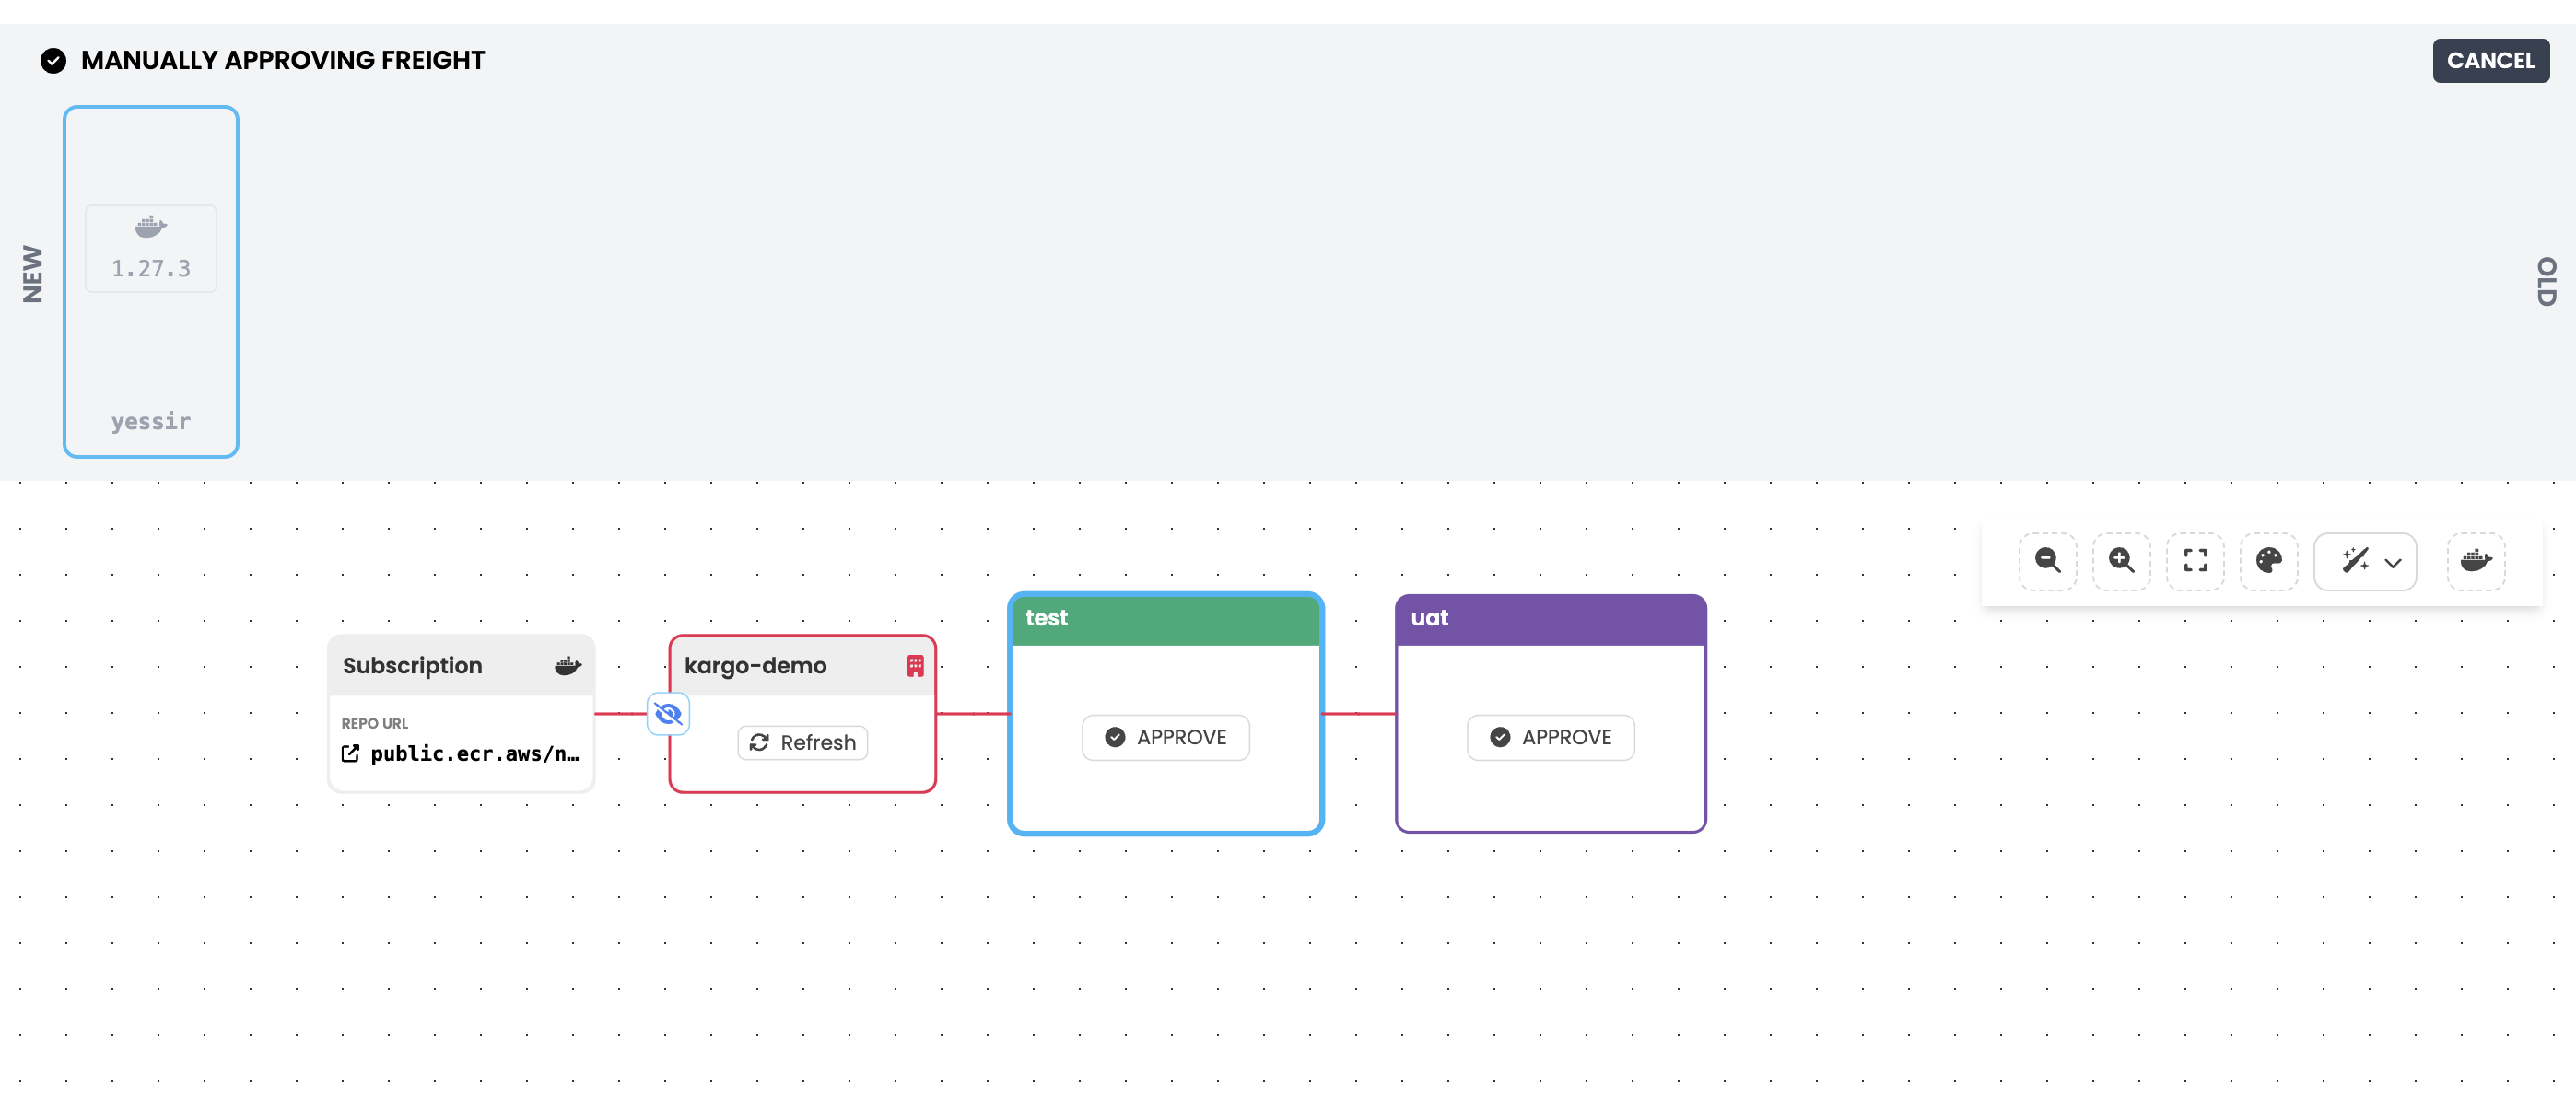 MANUALLY APPROVING FREIGHT
CANCEL
NEW
1.27.3
yessir
OLD
Subscription
REPO URL
public.ecr.aws/n…
kargo-demo
Refresh
test
APPROVE
uat
APPROVE